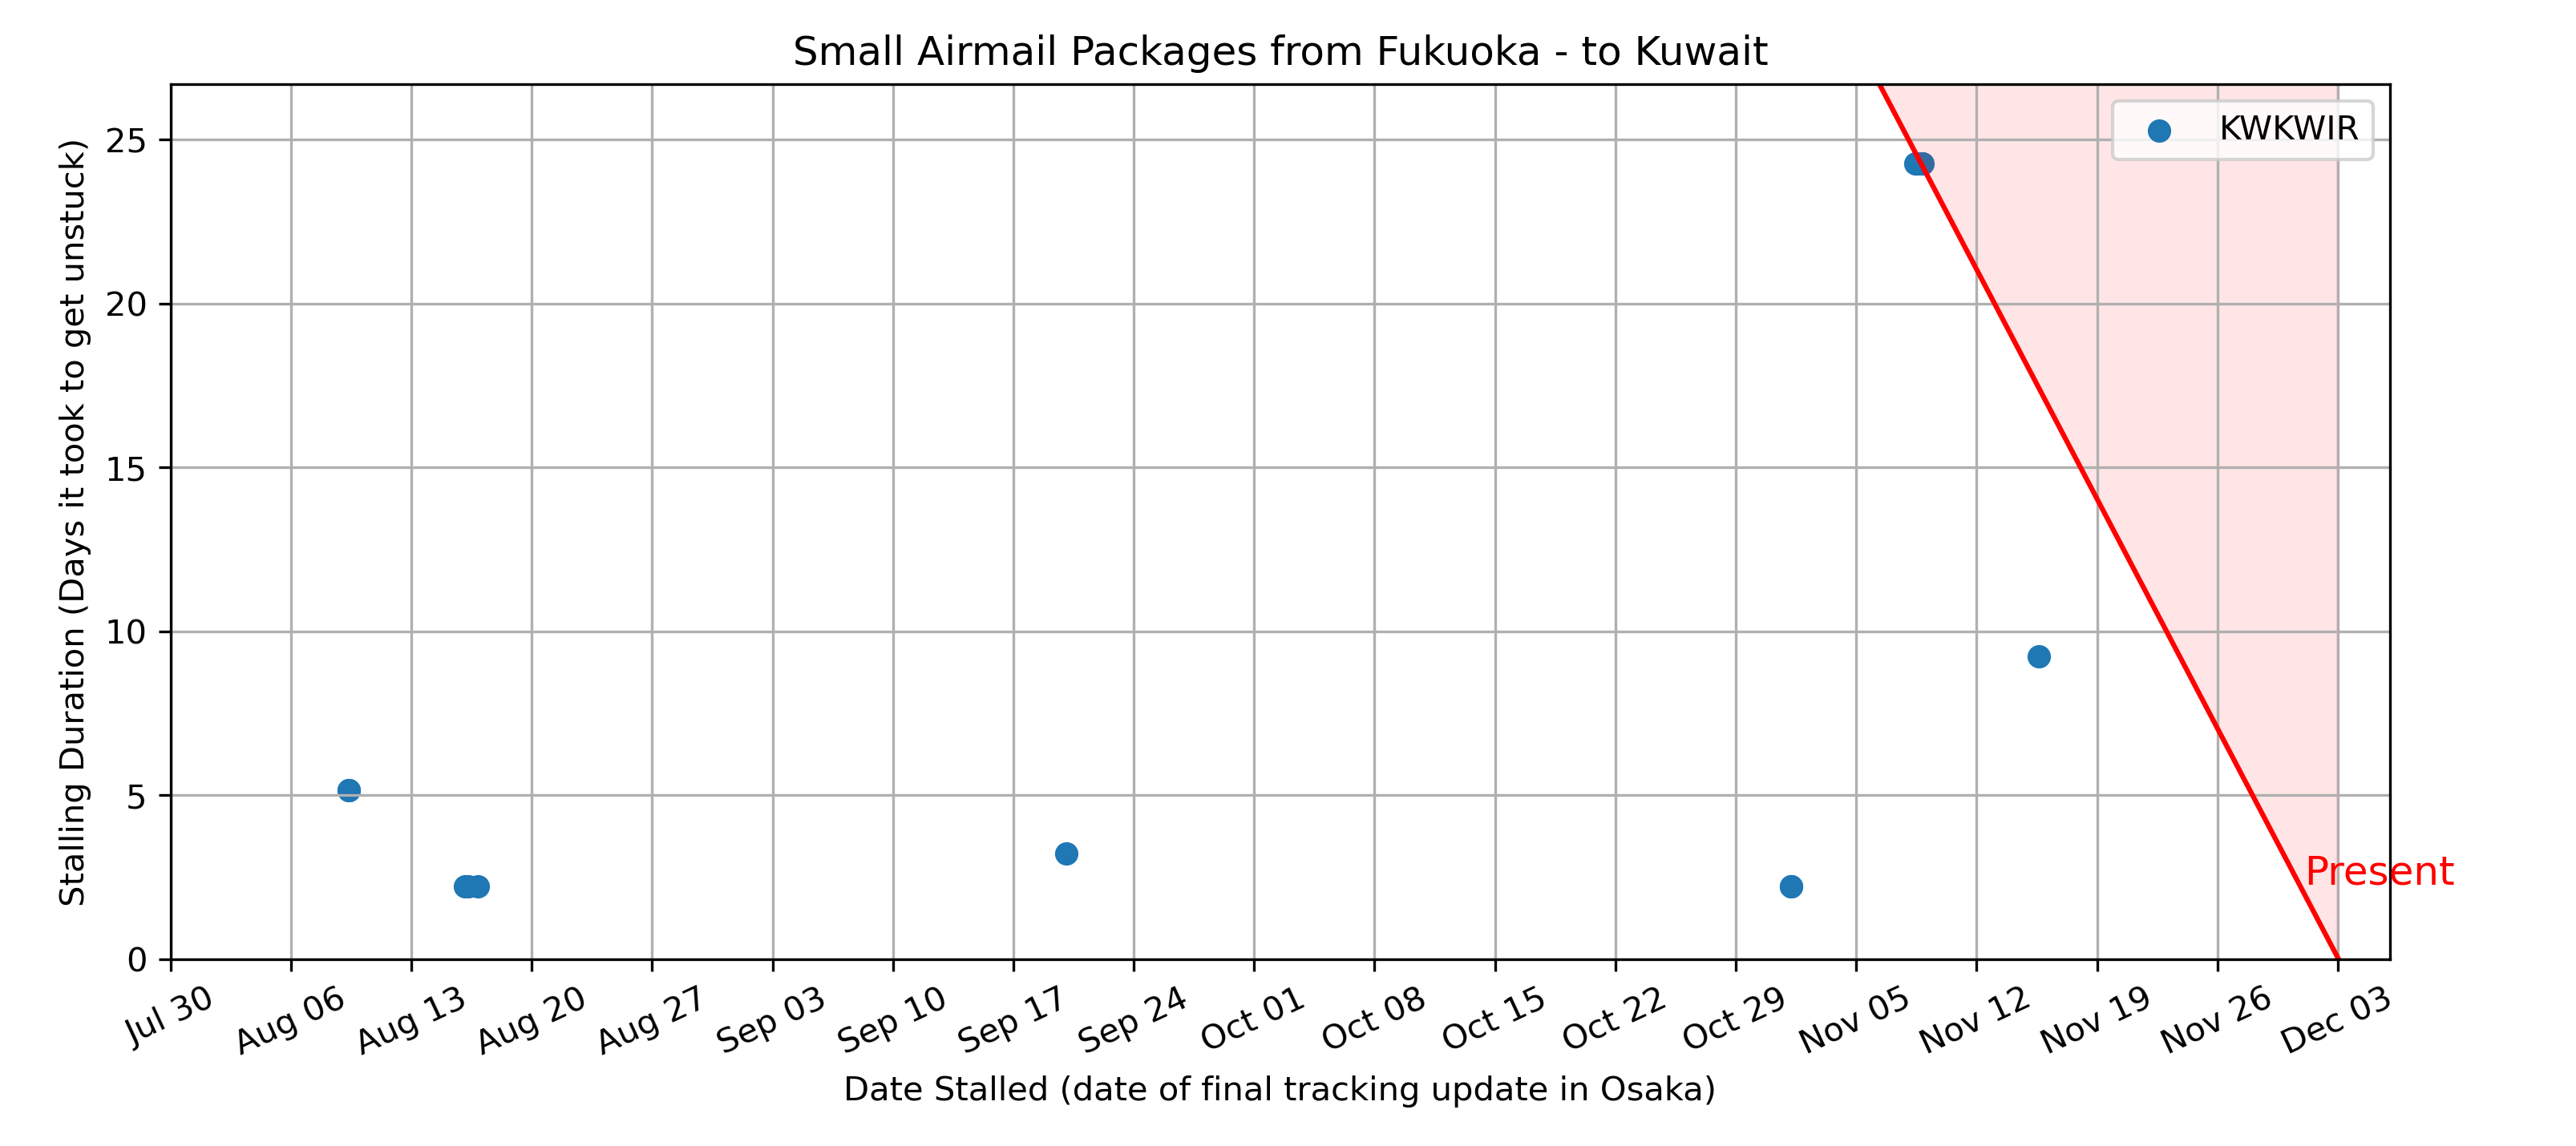 Small Airmail Packages from Fukuoka - to Kuwait
KWKWIR
25
20
15
10
5
0
Stalling Duration (Days it took to get unstuck)
Present
Jul 30
Aug 06
Aug 13
Aug 20
Aug 27
Sep 03
Sep 10
Sep 17
Sep 24
Oct 01
Oct 08
Oct 15
Oct 22
Oct 29
Nov 05
Nov 12
Nov 19
Nov 26
Dec 03
Date Stalled (date of final tracking update in Osaka)